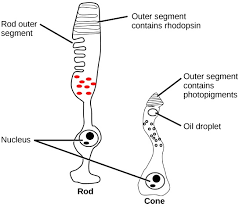 Rod outer
segment
Outer segment
contains rhodopsin
Outer segment
contains
photopigments
Oil droplet
Nucleus
Rod
Cone